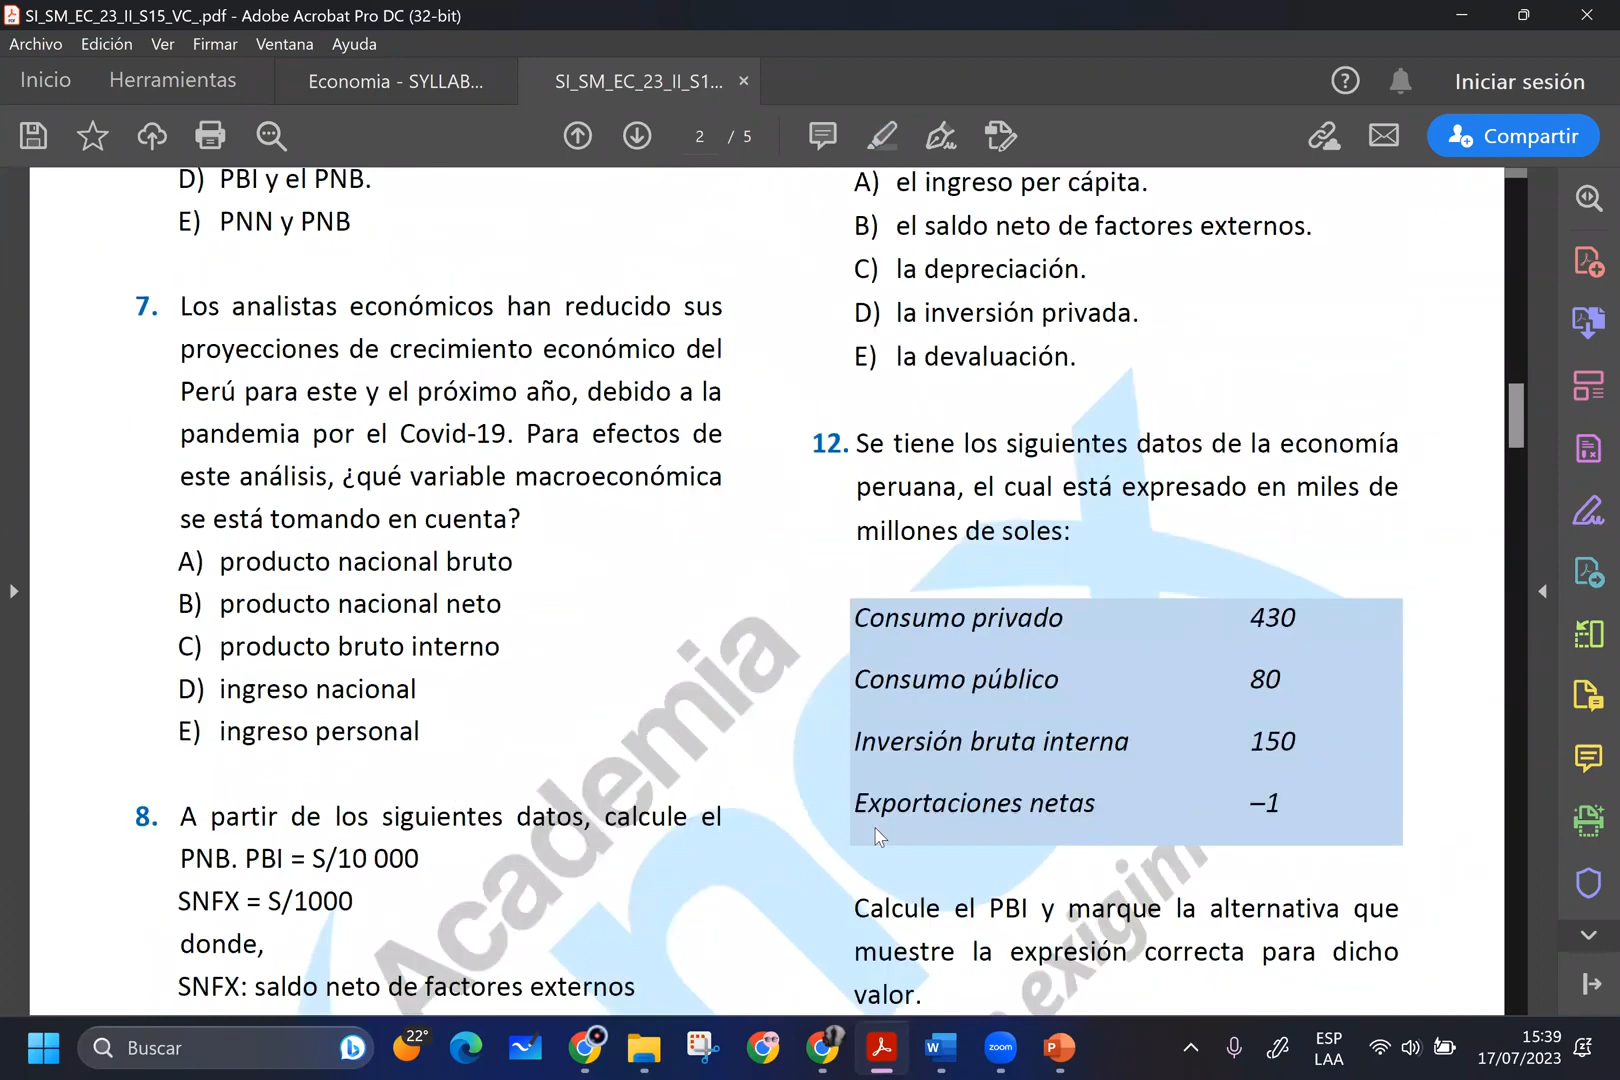 SI_SM_EC_23_II_S15_VC_.pdf - Adobe Acrobat Pro DC (32-bit)
Archivo Edición Ver Firmar Ventana Ayuda
Inicio Herramientas Economia - SYLLAB... SI_SM_EC_23_II_S1... Iniciar sesión
2 / 5 Compartir
D) PBI y el PNB.
E) PNN y PNB
7. Los analistas económicos han reducido sus
proyecciones de crecimiento económico del
Perú para este y el próximo año, debido a la
pandemia por el Covid-19. Para efectos de
este análisis, ¿qué variable macroeconómica
se está tomando en cuenta?
A) producto nacional bruto
B) producto nacional neto
C) producto bruto interno
D) ingreso nacional
E) ingreso personal
8. A partir de los siguientes datos, calcule el
PNB. PBI = S/10 000
SNFX = S/1000
donde,
SNFX: saldo neto de factores externos
A) el ingreso per cápita.
B) el saldo neto de factores externos.
C) la depreciación.
D) la inversión privada.
E) la devaluación.
12. Se tiene los siguientes datos de la economía
peruana, el cual está expresado en miles de
millones de soles:
Consumo privado 430
Consumo público 80
Inversión bruta interna 150
Exportaciones netas –1
Calcule el PBI y marque la alternativa que
muestre la expresión correcta para dicho
valor.
Academia
exigim
Buscar
22°
zoom
ESP
LAA
15:39
17/07/2023